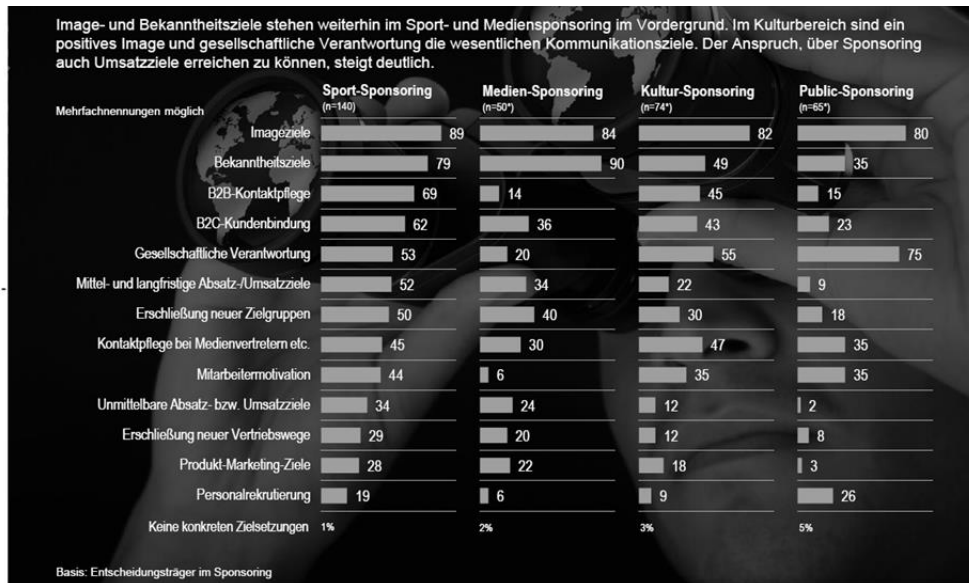 Image- und Bekanntheitsziele stehen weiterhin im Sport- und Mediensponsoring im Vordergrund. Im Kulturbereich sind ein
positives Image und gesellschaftliche Verantwortung die wesentlichen Kommunikationsziele. Der Anspruch, über Sponsoring
auch Umsatzziele erreichen zu können, steigt deutlich.
Sport-Sponsoring Medien-Sponsoring Kultur-Sponsoring Public-Sponsoring
Mehrfachnennungen möglich (n=140) (n=50*) (n=74*) (n=65*)
Imageziele 89 84 82 80
Bekanntheitsziele 79 90 49 35
B2B-Kontaktpflege 69 14 45 15
B2C-Kundenbindung 62 36 43 23
Gesellschaftliche Verantwortung 53 20 55 75
Mittel- und langfristige Absatz-/Umsatzziele 52 34 22 9
Erschließung neuer Zielgruppen 50 40 30 18
Kontaktpflege bei Medienvertretern etc. 45 30 47 35
Mitarbeitermotivation 44 6 35 35
Unmittelbare Absatz- bzw. Umsatzziele 34 24 12 2
Erschließung neuer Vertriebswege 29 20 12 8
Produkt-Marketing-Ziele 28 22 18 3
Personalrekrutierung 19 6 9 26
Keine konkreten Zielsetzungen 1% 2% 3% 5%
Basis: Entscheidungsträger im Sponsoring